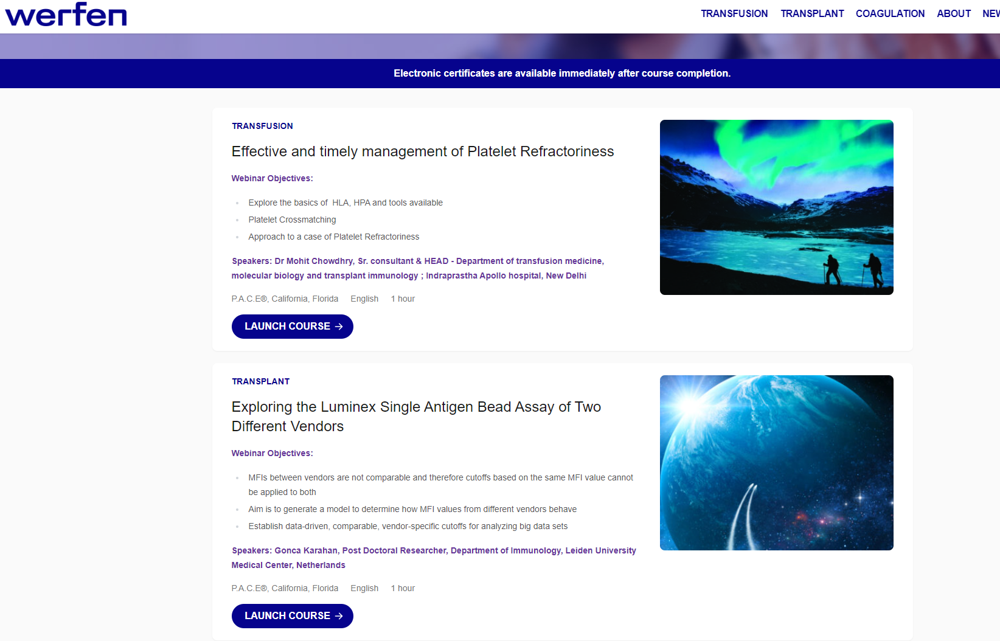 werfen
TRANSFUSION TRANSPLANT COAGULATION ABOUT
Electronic certificates are available immediately after course completion.
TRANSFUSION
Effective and timely management of Platelet Refractoriness
Webinar Objectives:
Explore the basics of  HLA, HPA and tools available
Platelet Crossmatching
Approach to a case of Platelet Refractoriness
Speakers: Dr Mohit Chowdhry, Sr. consultant & HEAD - Department of transfusion medicine,
molecular biology and transplant immunology ; Indraprastha Apollo hospital, New Delhi
P.A.C.E®, California, Florida English 1 hour
LAUNCH COURSE →
TRANSPLANT
Exploring the Luminex Single Antigen Bead Assay of Two
Different Vendors
Webinar Objectives:
MFIs between vendors are not comparable and therefore cutoffs based on the same MFI value cannot
be applied to both
Aim is to generate a model to determine how MFI values from different vendors behave
Establish data-driven, comparable, vendor-specific cutoffs for analyzing big data sets
Speakers: Gonca Karahan, Post Doctoral Researcher, Department of Immunology, Leiden University
Medical Center, Netherlands
P.A.C.E®, California, Florida English 1 hour
LAUNCH COURSE →